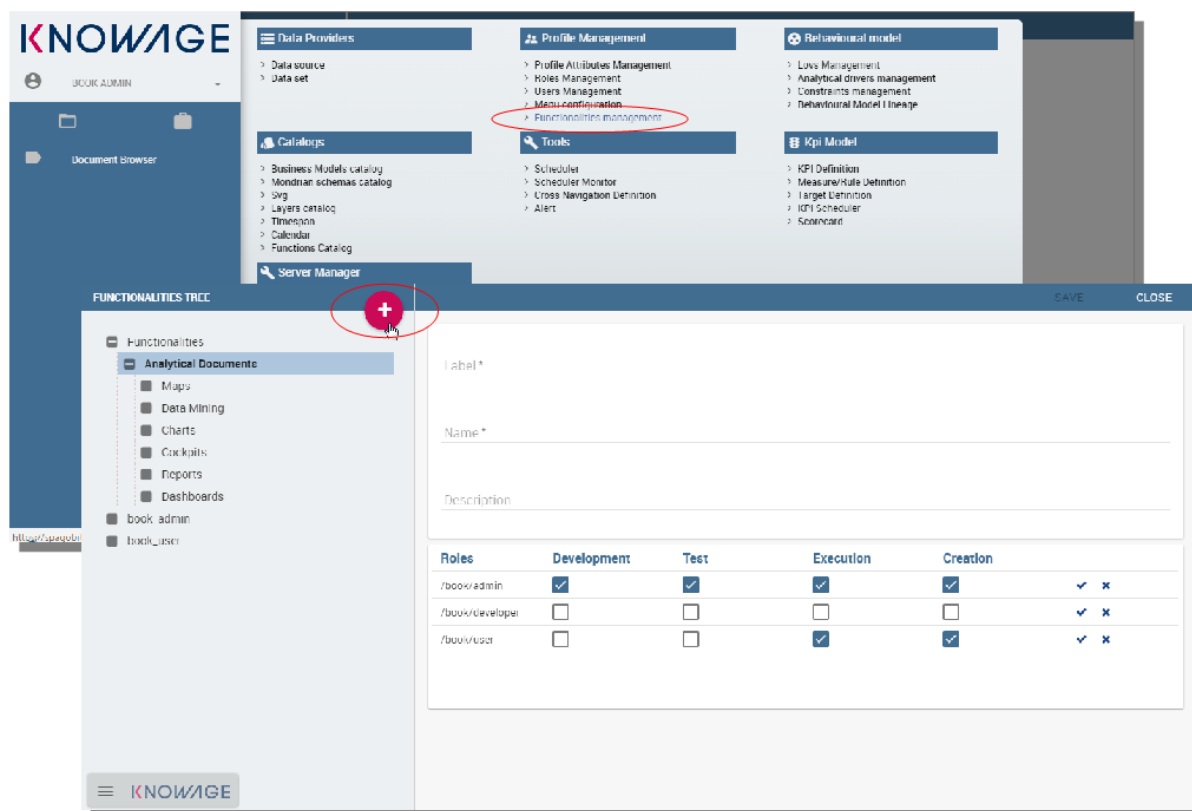 KNOWAGE
BOOK ADMIN
Document Browser
Data Providers
> Data source
> Data set
Profile Management
> Profile Attributes Management
> Roles Management
> Users Management
> Menu configuration
> Functionalities management
Behavioural model
> Lovs Management
> Analytical drivers management
> Constraints management
> Behavioural Model Lineage
Catalogs
> Business Models catalog
> Mondrian schemas catalog
> Svg
> Layers catalog
> Timespan
> Calendar
> Functions Catalog
Tools
> Scheduler
> Scheduler Monitor
> Cross Navigation Definition
> Alert
Kpi Model
> KPI Definition
> Measure/Rule Definition
> Target Definition
> KPI Scheduler
> Scorecard
Server Manager
FUNCTIONALITIES TREE
+
SAVE
CLOSE
Functionalities
Analytical Documents
Maps
Data Mining
Charts
Cockpits
Reports
Dashboards
book_admin
book_user
Label *
Name *
Description
Roles Development Test Execution Creation
/book/admin
/book/developer
/book/user
KNOWAGE